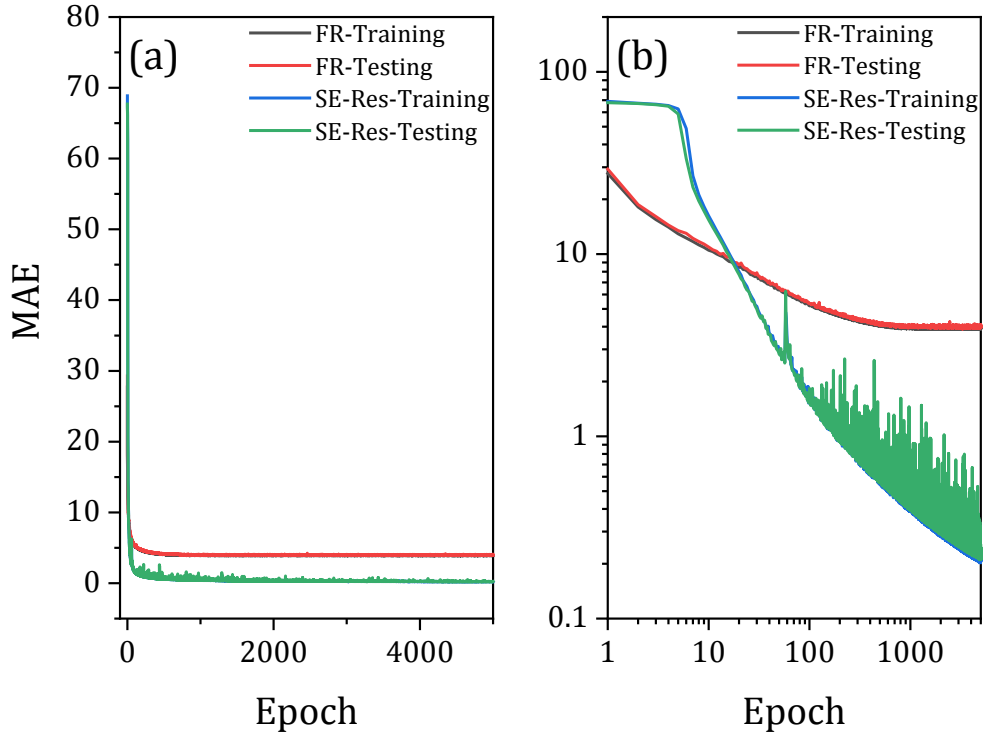 80
70
60
50
40
30
20
10
0
MAE
(a)
FR-Training
FR-Testing
SE-Res-Training
SE-Res-Testing
0 2000 4000
Epoch
100
10
1
0.1
(b)
FR-Training
FR-Testing
SE-Res-Training
SE-Res-Testing
1 10 100 1000
Epoch